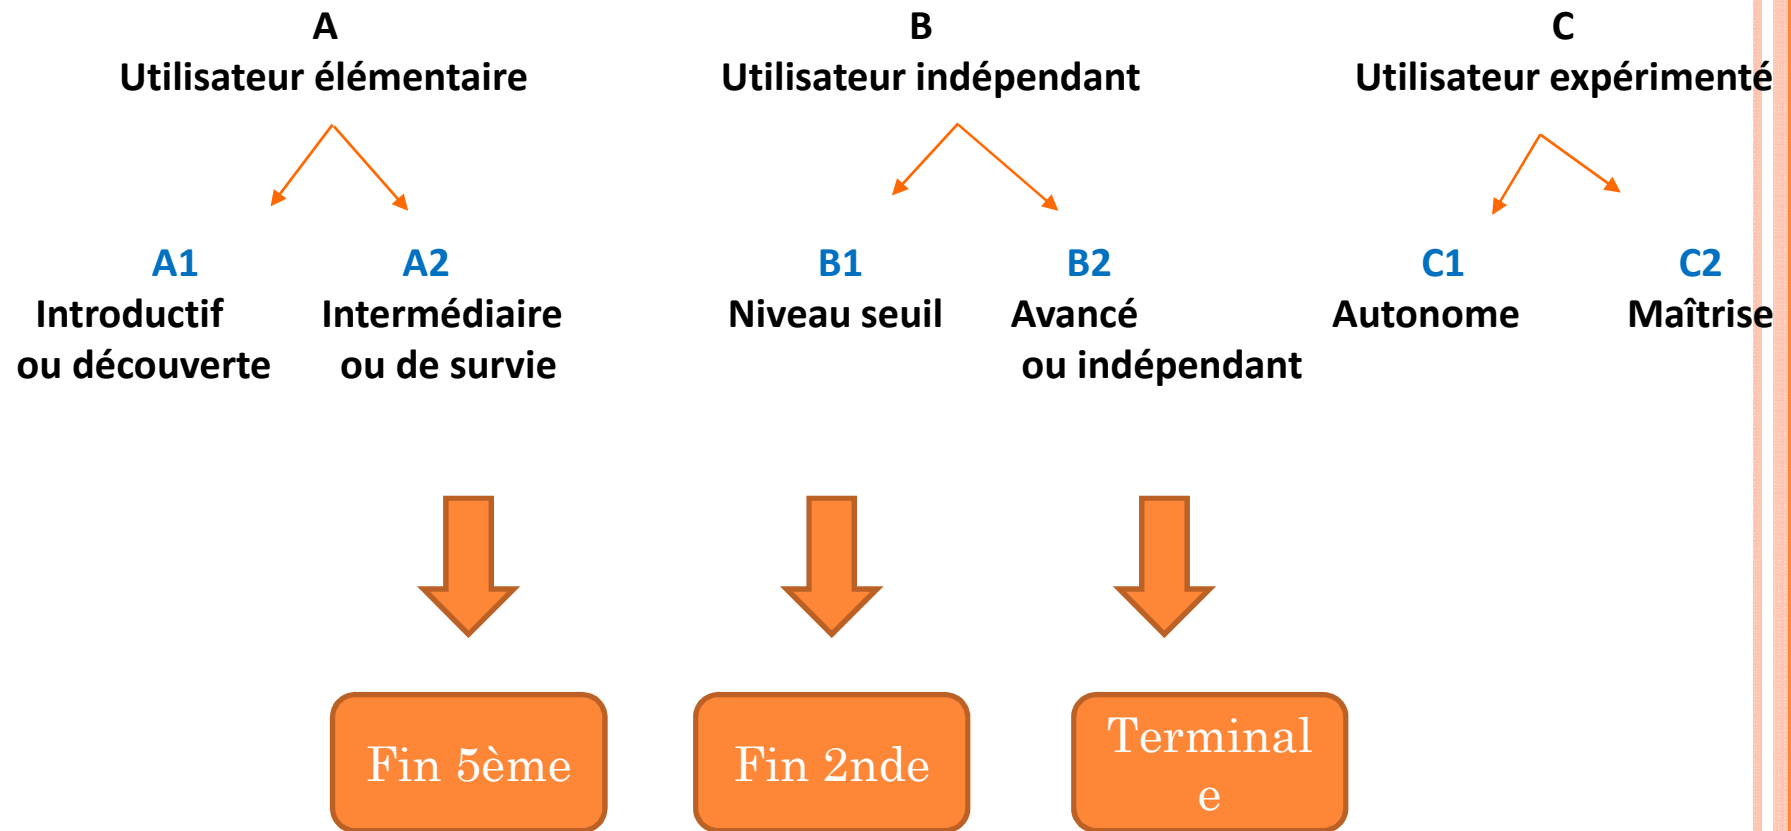 A
Utilisateur élémentaire
B
Utilisateur indépendant
C
Utilisateur expérimenté
A1
Introductif
ou découverte
A2
Intermédiaire
ou de survie
B1
Niveau seuil
B2
Avancé
ou indépendant
C1
Autonome
C2
Maîtrise
Fin 5ème
Fin 2nde
Terminal
e